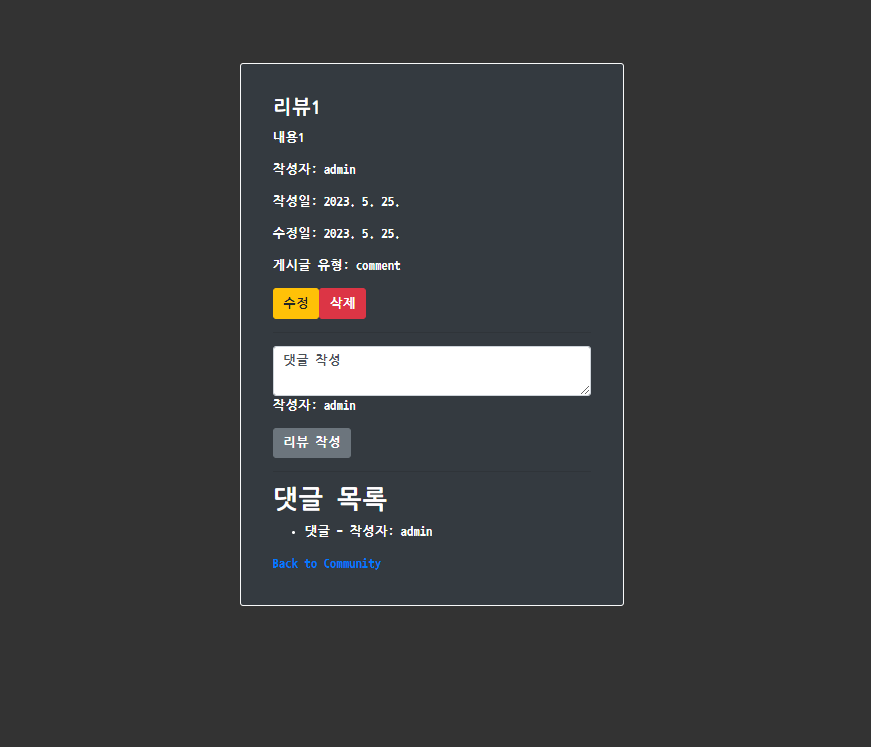 리뷰1
내용1
작성자: admin
작성일: 2023. 5. 25.
수정일: 2023. 5. 25.
게시글 유형: comment
수정 삭제
댓글 작성
작성자: admin
리뷰 작성
댓글 목록
• 댓글 - 작성자: admin
Back to Community